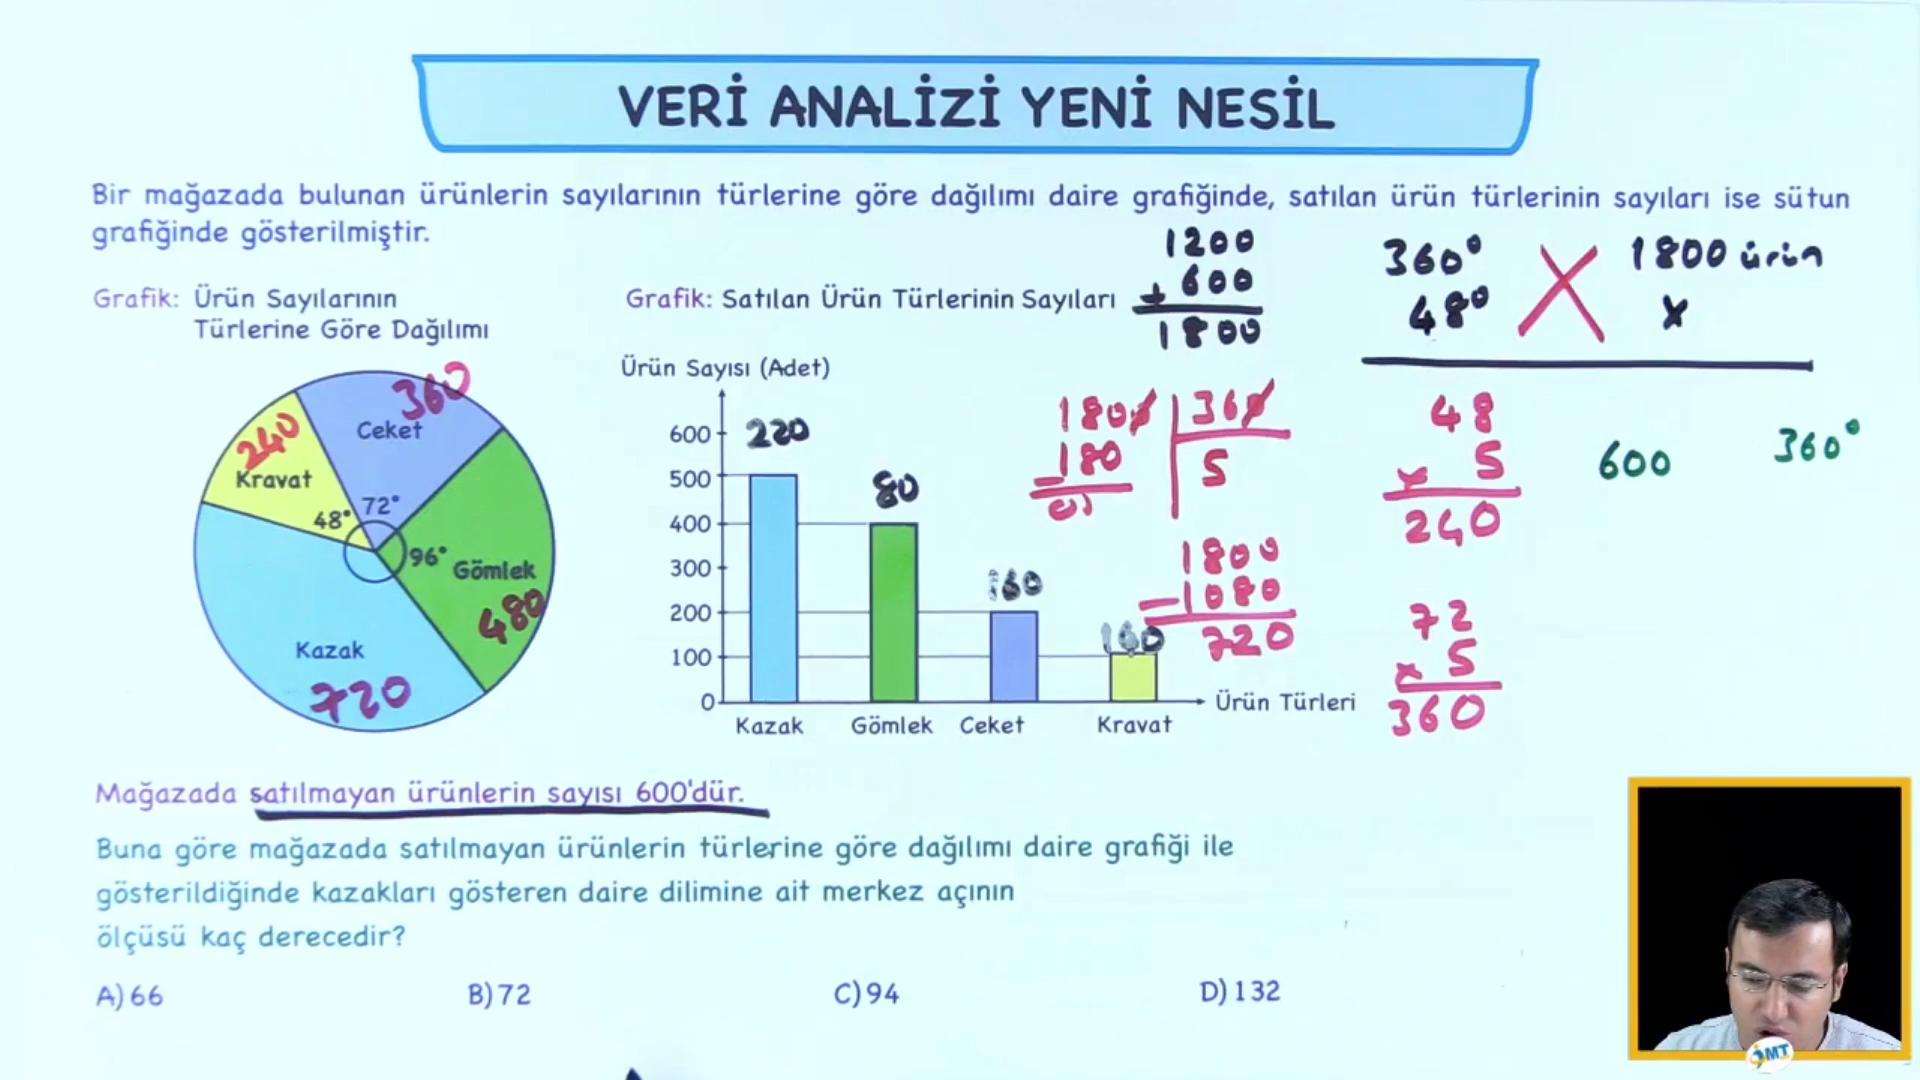 VERİ ANALİZİ YENİ NESİL
Bir mağazada bulunan ürünlerin sayılarının türlerine göre dağılımı daire grafiğinde, satılan ürün türlerinin sayıları ise sütun
grafiğinde gösterilmiştir.
1200
+ 600
1800
360° 1800 ürün
48° x
Grafik: Ürün Sayılarının
Türlerine Göre Dağılımı
360
Ceket
240
Kravat
72°
48°
96°
Gömlek
480
Kazak
720
Grafik: Satılan Ürün Türlerinin Sayıları
Ürün Sayısı (Adet)
600
500
400
300
200
100
0
220
80
160
Kazak Gömlek Ceket Kravat
Ürün Türleri
1800 360
- 180 5
1800
- 1080
720
48
x 5
240
72
x 5
360
600 360°
Mağazada satılmayan ürünlerin sayısı 600'dür.
Buna göre mağazada satılmayan ürünlerin türlerine göre dağılımı daire grafiği ile
gösterildiğinde kazakları gösteren daire dilimine ait merkez açının
ölçüsü kaç derecedir?
A) 66 B) 72 C) 94 D) 132
MT